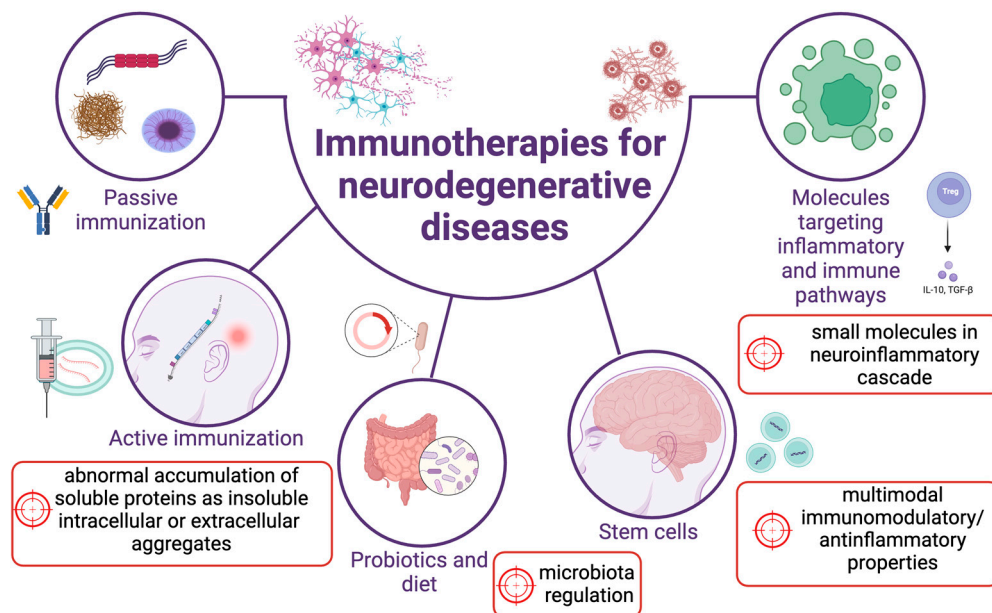 Immunotherapies for
neurodegenerative
diseases
Passive
immunization
Active immunization
abnormal accumulation of
soluble proteins as insoluble
intracellular or extracellular
aggregates
Probiotics and
diet
microbiota
regulation
Stem cells
multimodal
immunomodulatory/
antinflammatory
properties
Molecules
targeting
inflammatory
and immune
pathways
Treg
IL-10, TGF-β
small molecules in
neuroinflammatory
cascade